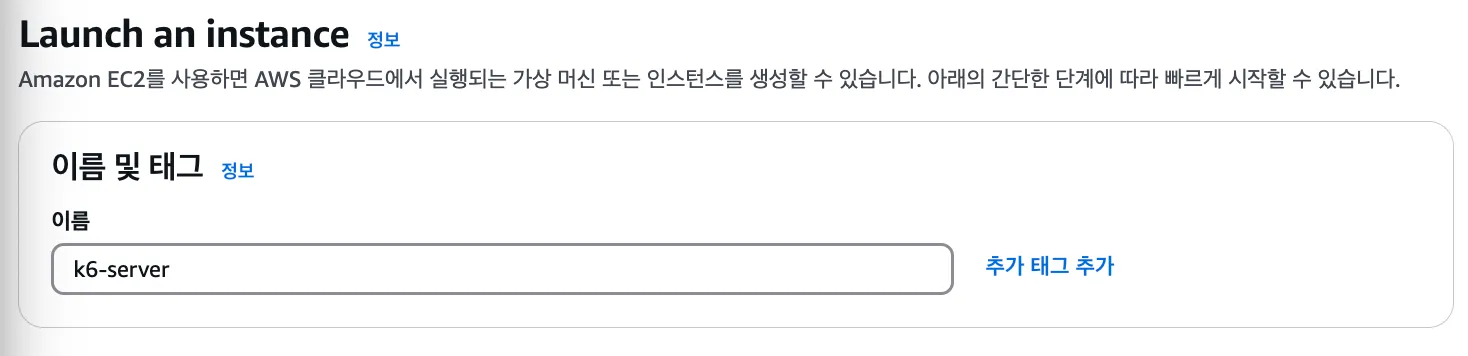 Launch an instance 정보
Amazon EC2를 사용하면 AWS 클라우드에서 실행되는 가상 머신 또는 인스턴스를 생성할 수 있습니다. 아래의 간단한 단계에 따라 빠르게 시작할 수 있습니다.
이름 및 태그 정보
이름
k6-server 추가 태그 추가